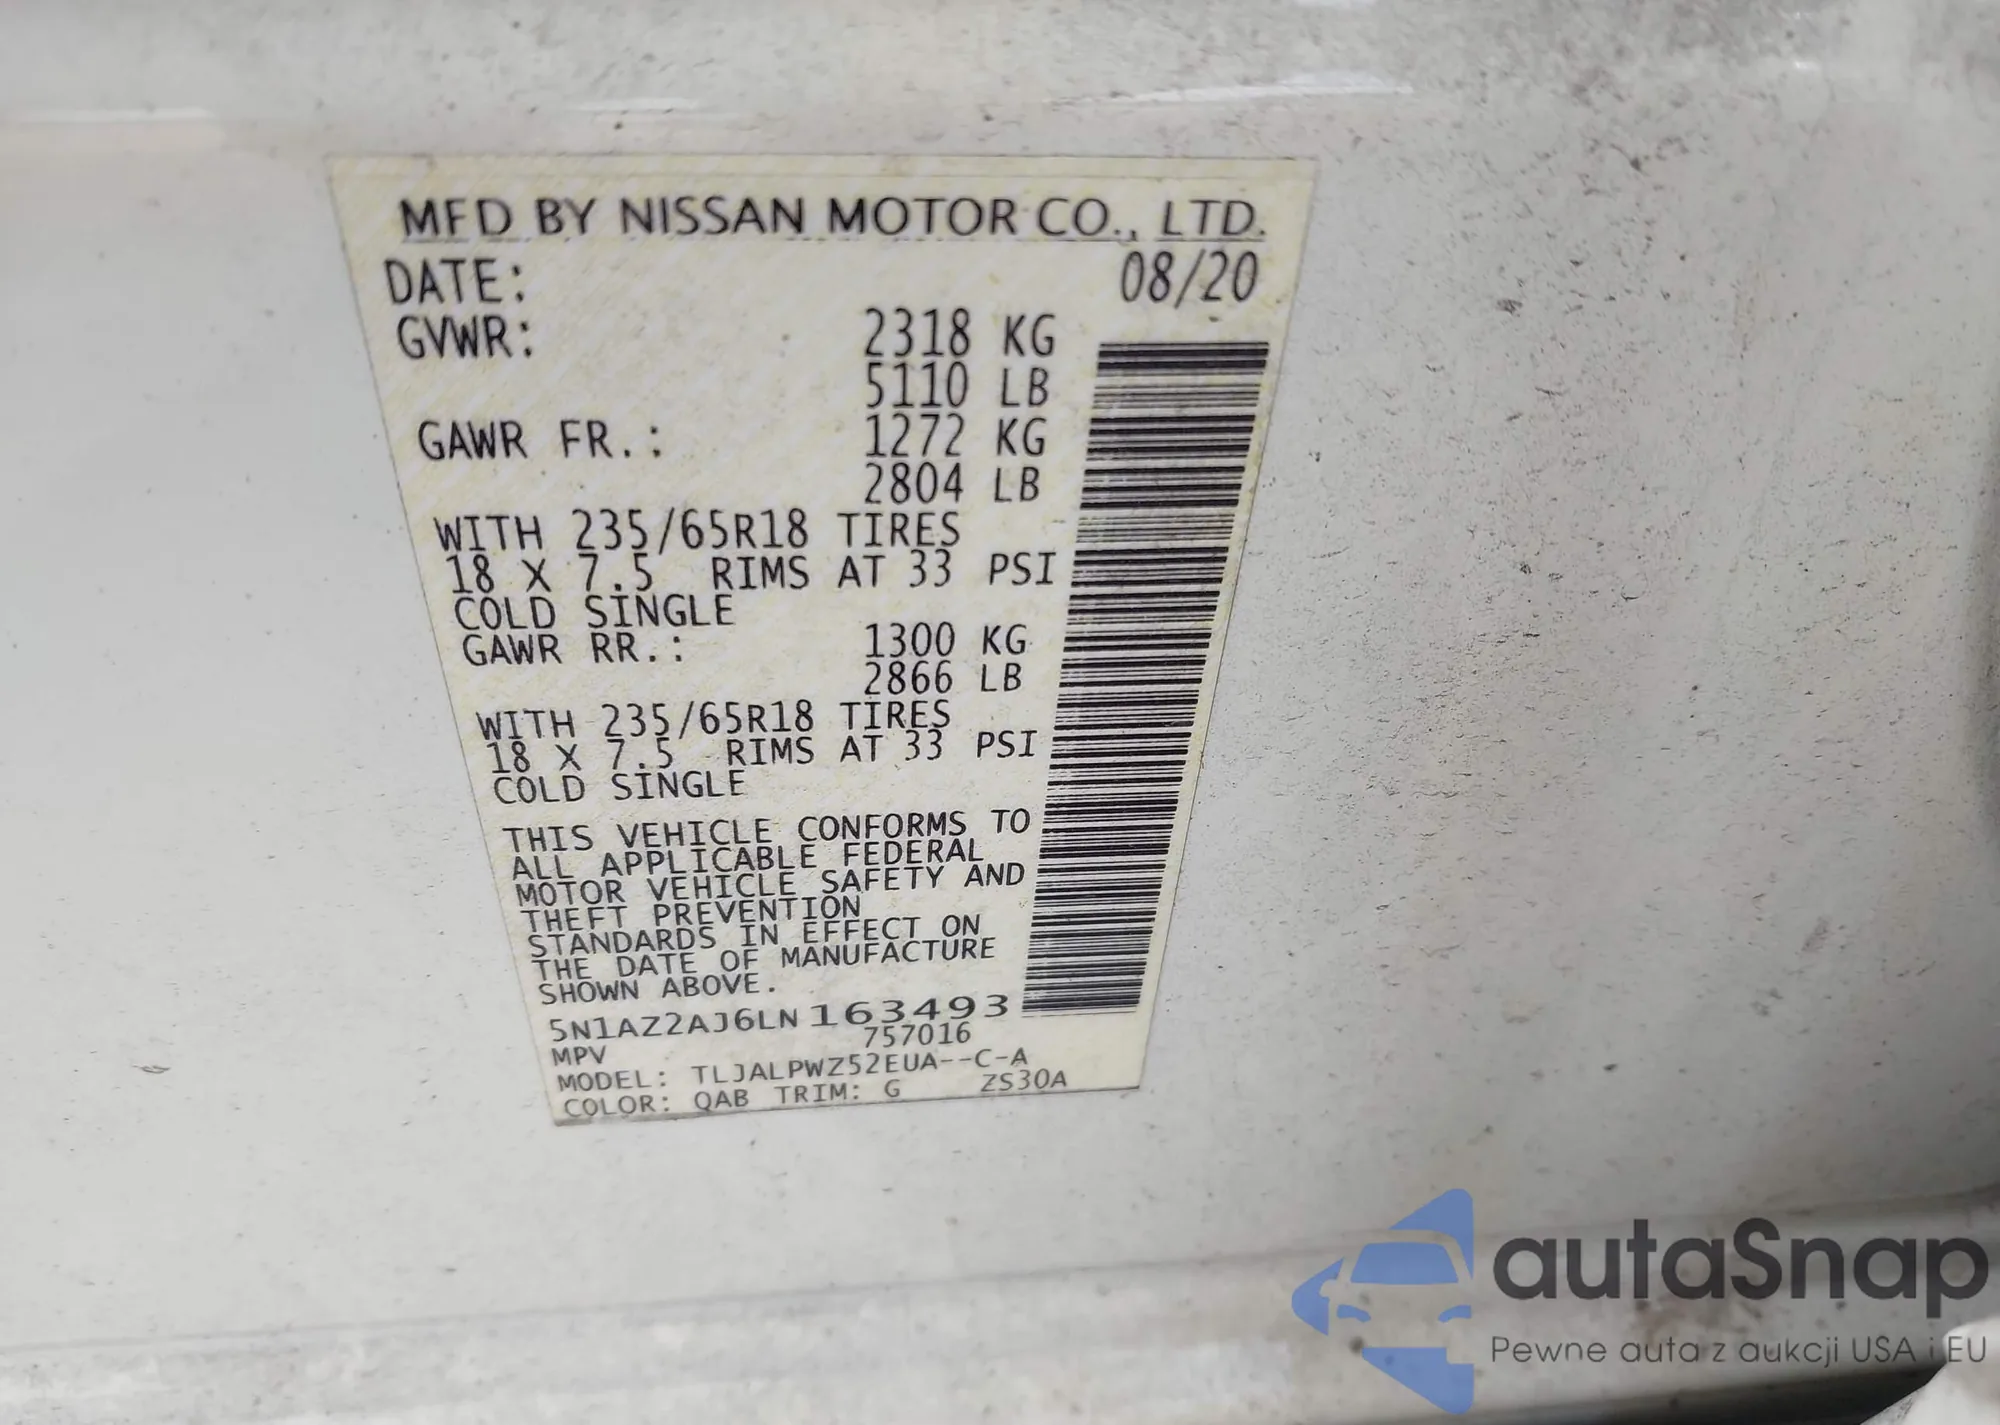 MFD BY NISSAN MOTOR CO., LTD.
DATE: 08/20
GVWR: 2318 KG
5110 LB
GAWR FR.: 1272 KG
2804 LB
WITH 235/65R18 TIRES
18 X 7.5 RIMS AT 33 PSI
COLD SINGLE
GAWR RR.: 1300 KG
2866 LB
WITH 235/65R18 TIRES
18 X 7.5 RIMS AT 33 PSI
COLD SINGLE
THIS VEHICLE CONFORMS TO
ALL APPLICABLE FEDERAL
MOTOR VEHICLE SAFETY AND
THEFT PREVENTION
STANDARDS IN EFFECT ON
THE DATE OF MANUFACTURE
SHOWN ABOVE.
5N1AZ2AJ6LN163493
757016
MPV
MODEL: TLJALPWZ52EUA--C-A
COLOR: QAB TRIM: G ZS30A
autaSnap
Pewne auta z aukcji USA i EU